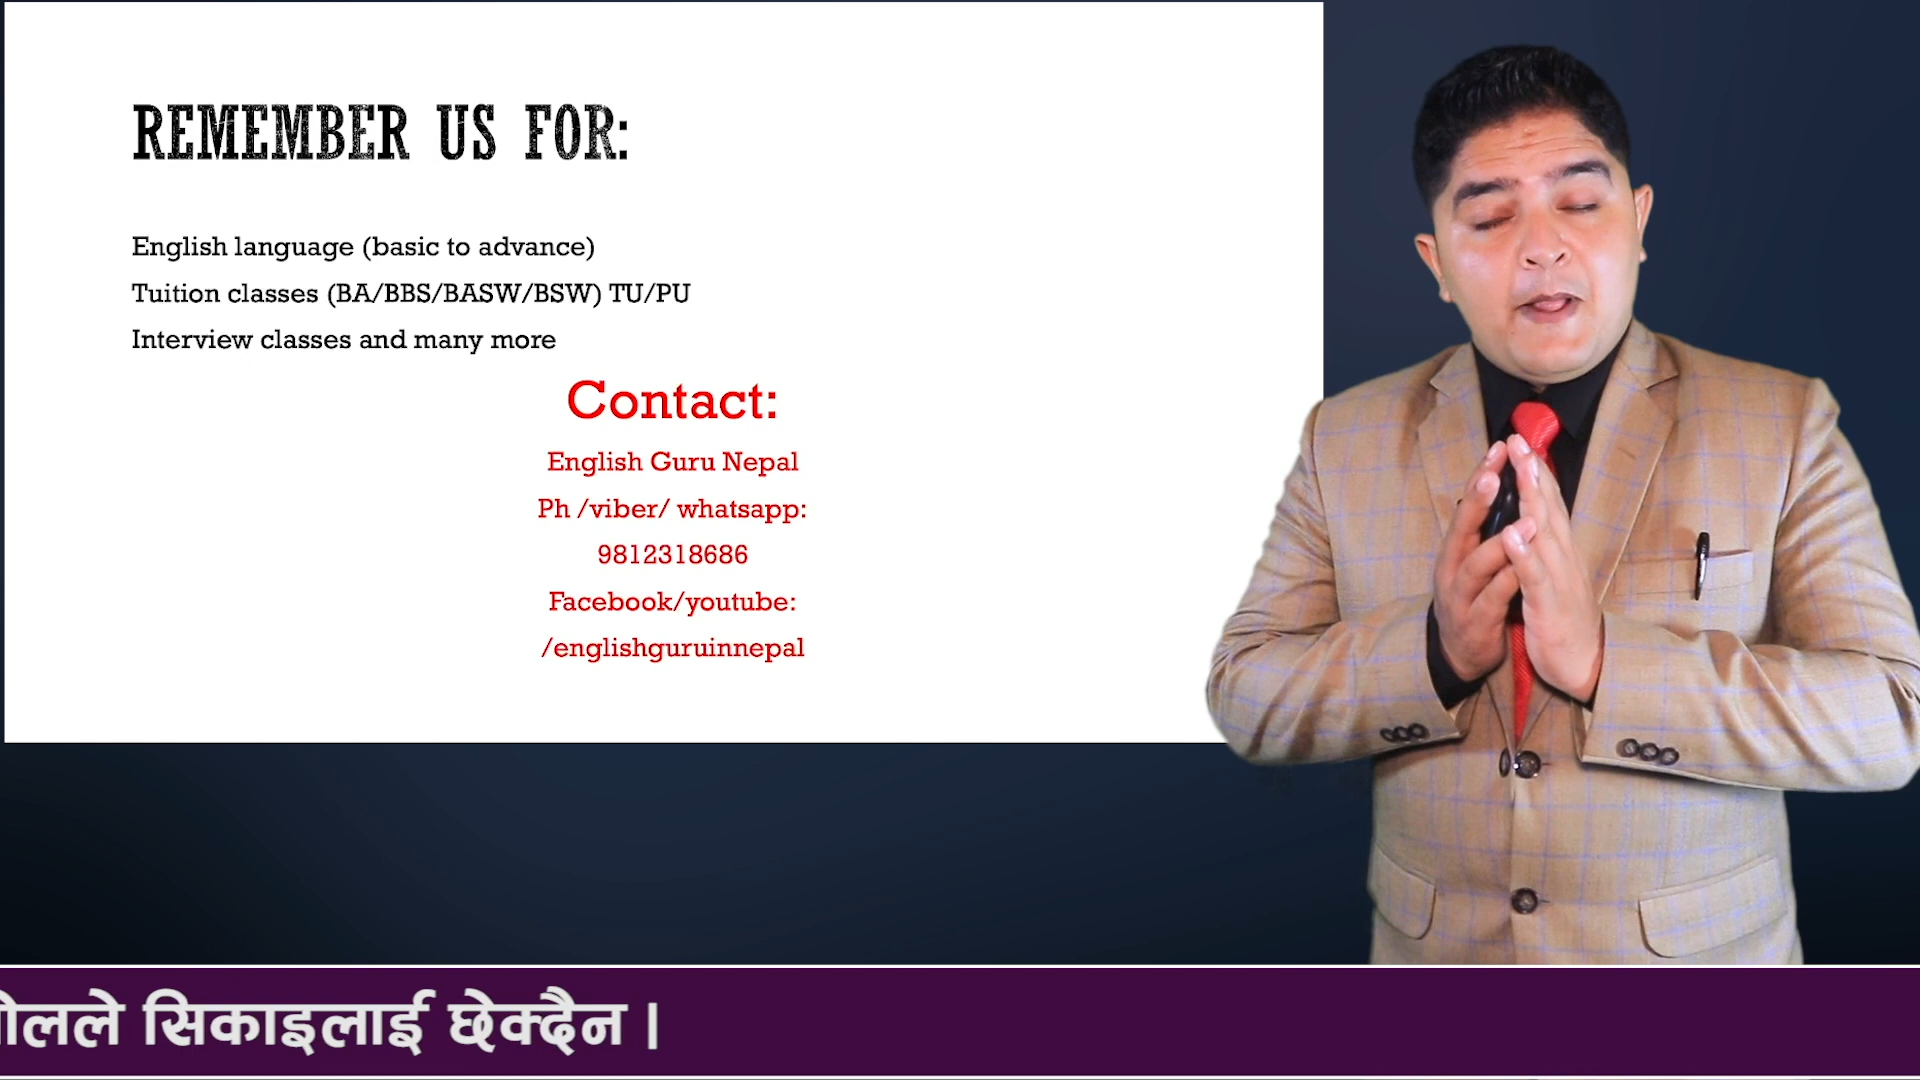 REMEMBER US FOR:
English language (basic to advance)
Tuition classes (BA/BBS/BASW/BSW) TU/PU
Interview classes and many more
Contact:
English Guru Nepal
Ph /viber/ whatsapp:
9812318686
Facebook/youtube:
/englishguruinnepal
सिकाइलाई छेक्दैन |